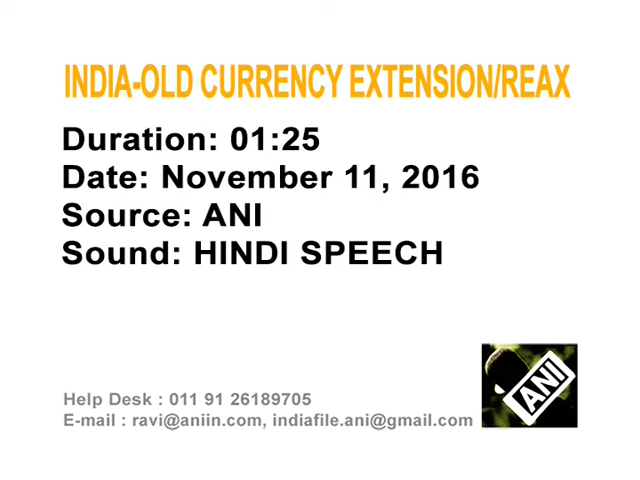 INDIA-OLD CURRENCY EXTENSION/REAX
Duration: 01:25
Date: November 11, 2016
Source: ANI
Sound: HINDI SPEECH
ANI
Help Desk : 011 91 26189705
E-mail : ravi@aniin.com, indiafile.ani@gmail.com